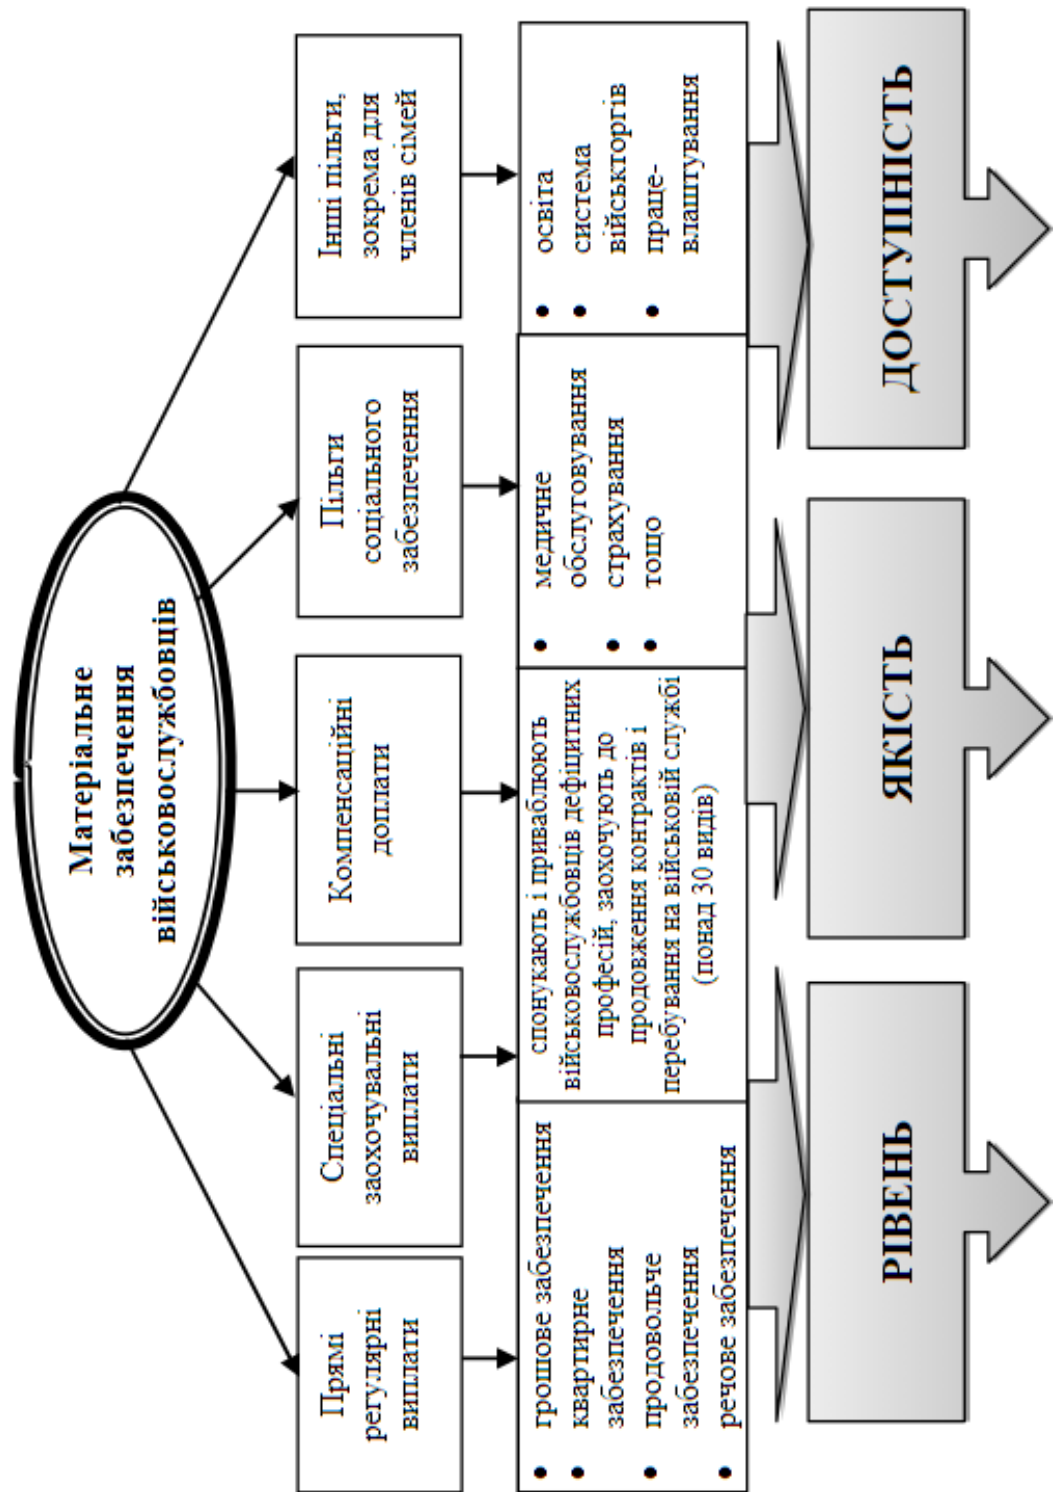 Матеріальне
забезпечення
військовослужбовців
Прямі
регулярні
виплати
Спеціальні
заохочувальні
виплати
Компенсаційні
доплати
Пільги
соціального
забезпечення
Інші пільги,
зокрема для
членів сімей
• грошове забезпечення
• квартирне
забезпечення
• продовольче
забезпечення
• речове забезпечення
спонукають і приваблюють
військовослужбовців дефіцитних
професій, заохочують до
продовження контрактів і
перебування на військовій службі
(понад 30 видів)
• медичне
обслуговування
• страхування
• тощо
• освіта
• система
військторгів
• праце-
влаштування
РІВЕНЬ
ЯКІСТЬ
ДОСТУПНІСТЬ